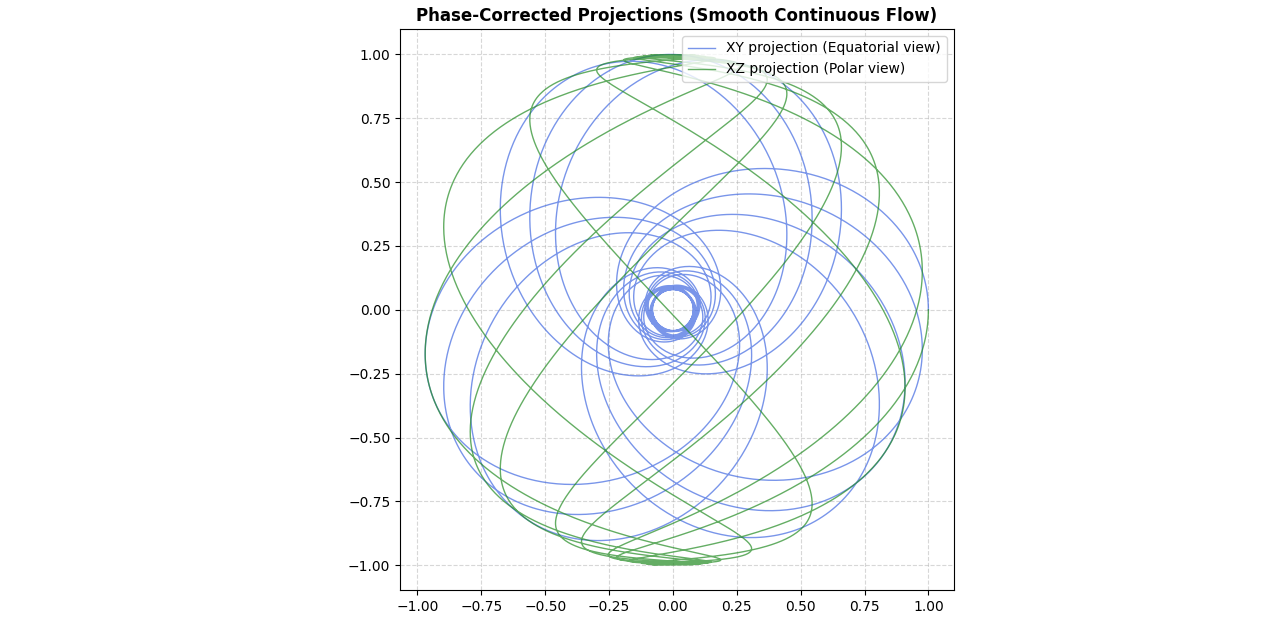 Phase-Corrected Projections (Smooth Continuous Flow)
XY projection (Equatorial view)
XZ projection (Polar view)
1.00
0.75
0.50
0.25
0.00
−0.25
−0.50
−0.75
−1.00
−1.00 −0.75 −0.50 −0.25 0.00 0.25 0.50 0.75 1.00